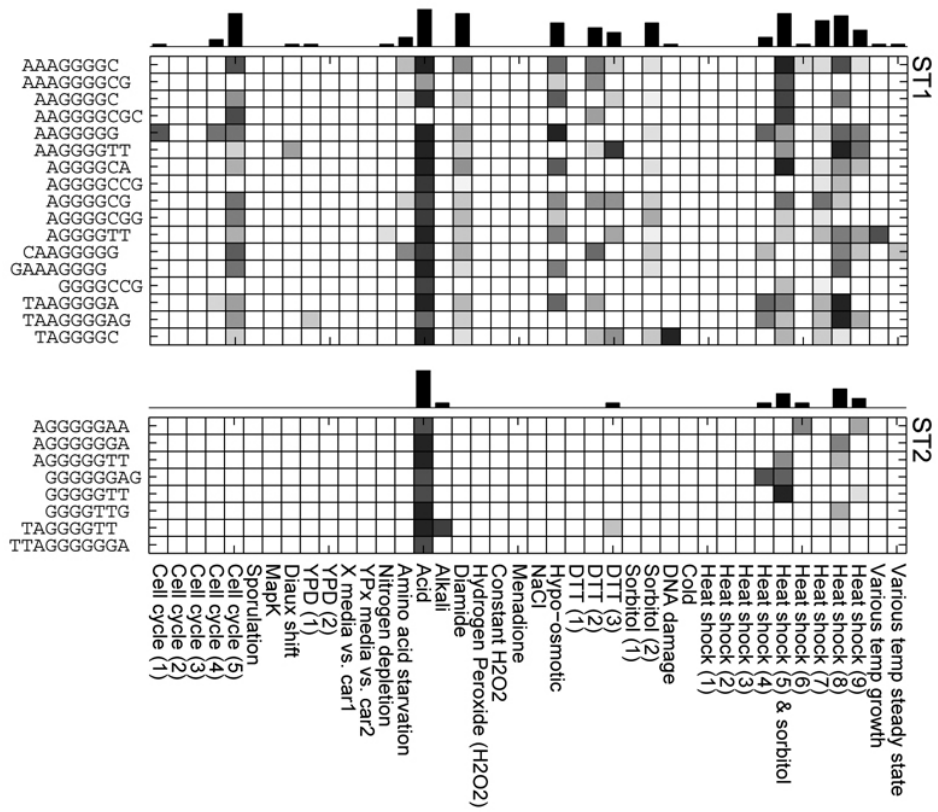 ST1
AAAGGGGC
AAAGGGGCG
AAGGGGC
AAGGGGCGC
AAGGGGG
AAGGGGTT
AGGGGCA
AGGGGCCG
AGGGGCG
AGGGGCGG
AGGGGTT
CAAGGGGG
GAAAGGGG
GGGGCCG
TAAGGGGA
TAAGGGGAG
TAGGGGC
ST2
AGGGGGAA
AGGGGGGA
AGGGGGTT
GGGGGGAG
GGGGGTT
GGGGTTG
TAGGGGTT
TTAGGGGGGA
Cell cycle (1)
Cell cycle (2)
Cell cycle (3)
Cell cycle (4)
Cell cycle (5)
Sporulation
MapK
Diaux shift
YPD (1)
YPD (2)
X media vs. car1
YPx media vs. car2
Nitrogen depletion
Amino acid starvation
Acid
Alkali
Diamide
Hydrogen Peroxide (H2O2)
Constant H2O2
Menadione
NaCl
Hypo-osmotic
DTT (1)
DTT (2)
DTT (3)
Sorbitol (1)
Sorbitol (2)
DNA damage
Cold
Heat shock (1)
Heat shock (2)
Heat shock (3)
Heat shock (4)
Heat shock (5) & sorbitol
Heat shock (6)
Heat shock (7)
Heat shock (8)
Heat shock (9)
Various temp growth
Various temp steady state